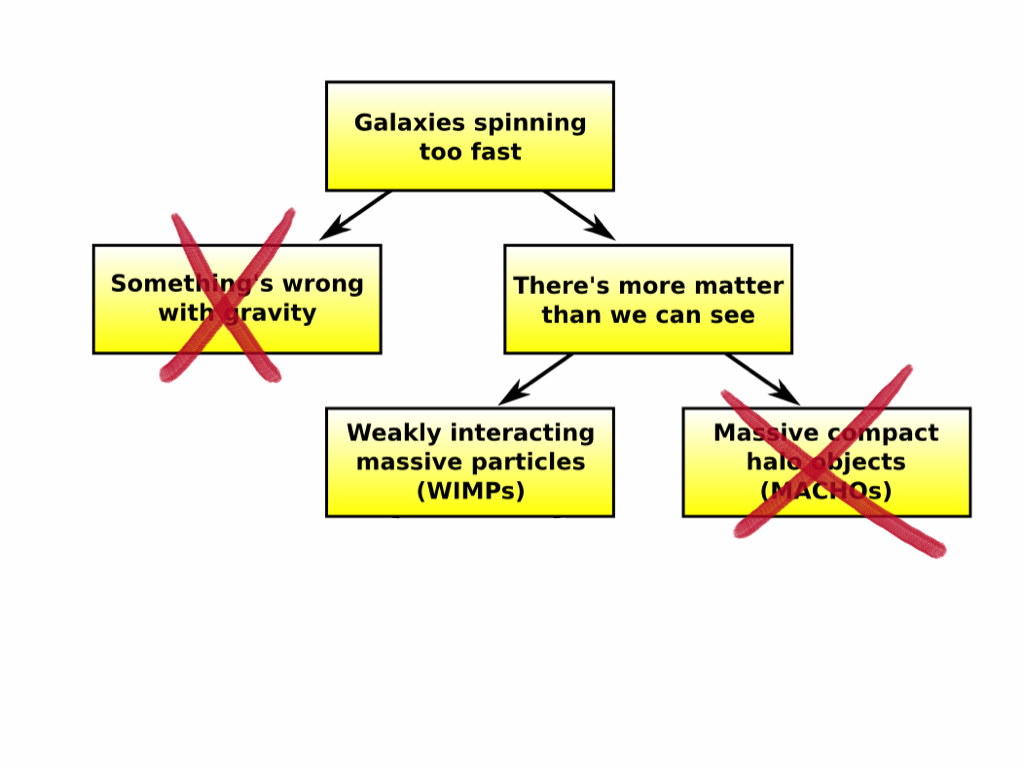 Galaxies spinning
too fast
Something's wrong
with gravity
There's more matter
than we can see
Weakly interacting
massive particles
(WIMPs)
Massive compact
halo objects
(MACHOs)